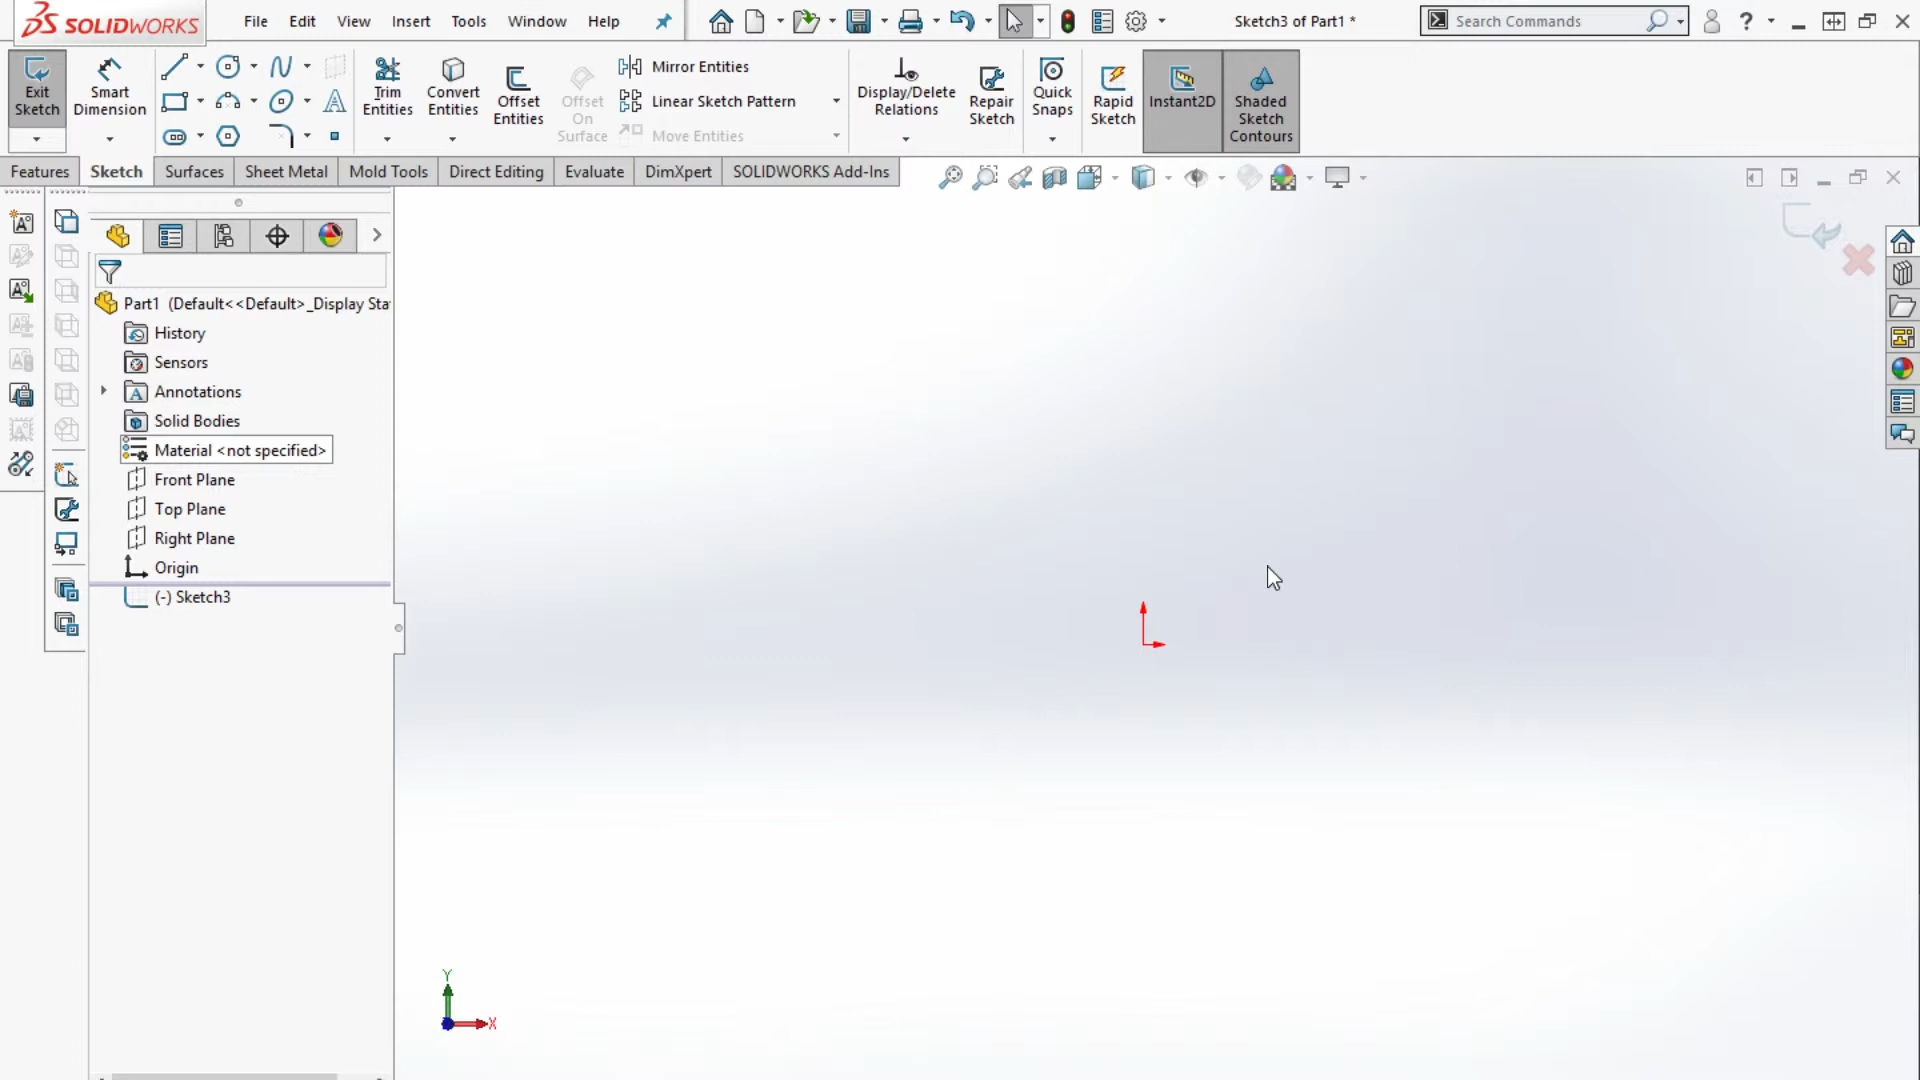 SOLIDWORKS File Edit View Insert Tools Window Help Sketch3 of Part1 * Search Commands ?
Exit Sketch
Smart Dimension
Trim Entities
Convert Entities
Offset Entities
Offset On Surface
Mirror Entities
Linear Sketch Pattern
Move Entities
Display/Delete Relations
Repair Sketch
Quick Snaps
Rapid Sketch
Instant2D
Shaded Sketch Contours
Features Sketch Surfaces Sheet Metal Mold Tools Direct Editing Evaluate DimXpert SOLIDWORKS Add-Ins
Part1 (Default<<Default>_Display Sta
History
Sensors
Annotations
Solid Bodies
Material <not specified>
Front Plane
Top Plane
Right Plane
Origin
(-) Sketch3
Y
X